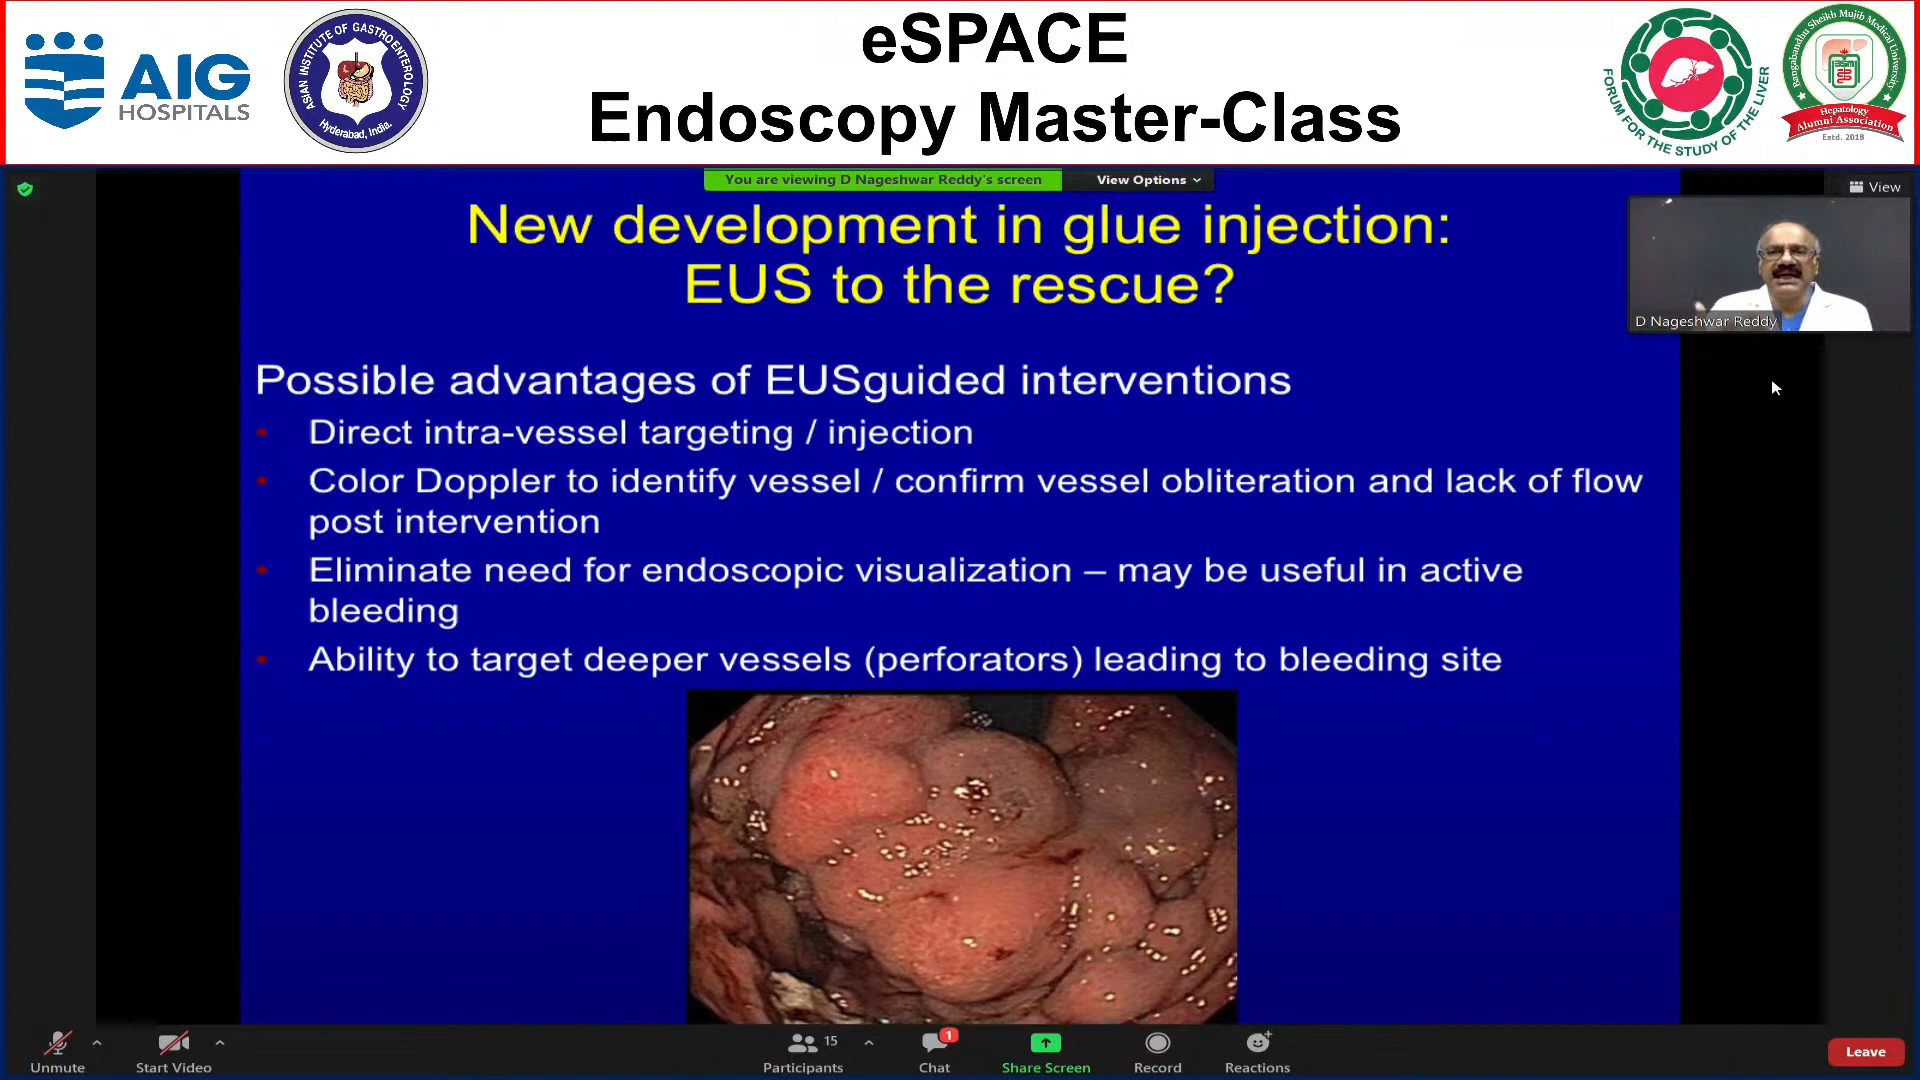 eSPACE
Endoscopy Master-Class
AIG
HOSPITALS
ASIAN INSTITUTE OF GASTROENTEROLOGY
Hyderabad, India.
FORUM FOR THE STUDY OF THE LIVER
Bangabandhu Sheikh Mujib Medical University
Hepatology
Alumni Association
Estd. 2018
You are viewing D Nageshwar Reddy's screen
View Options
View
New development in glue injection:
EUS to the rescue?
D Nageshwar Reddy
Possible advantages of EUSguided interventions
• Direct intra-vessel targeting / injection
• Color Doppler to identify vessel / confirm vessel obliteration and lack of flow
post intervention
• Eliminate need for endoscopic visualization – may be useful in active
bleeding
• Ability to target deeper vessels (perforators) leading to bleeding site
Unmute
Start Video
15
Participants
1
Chat
Share Screen
Record
Reactions
Leave